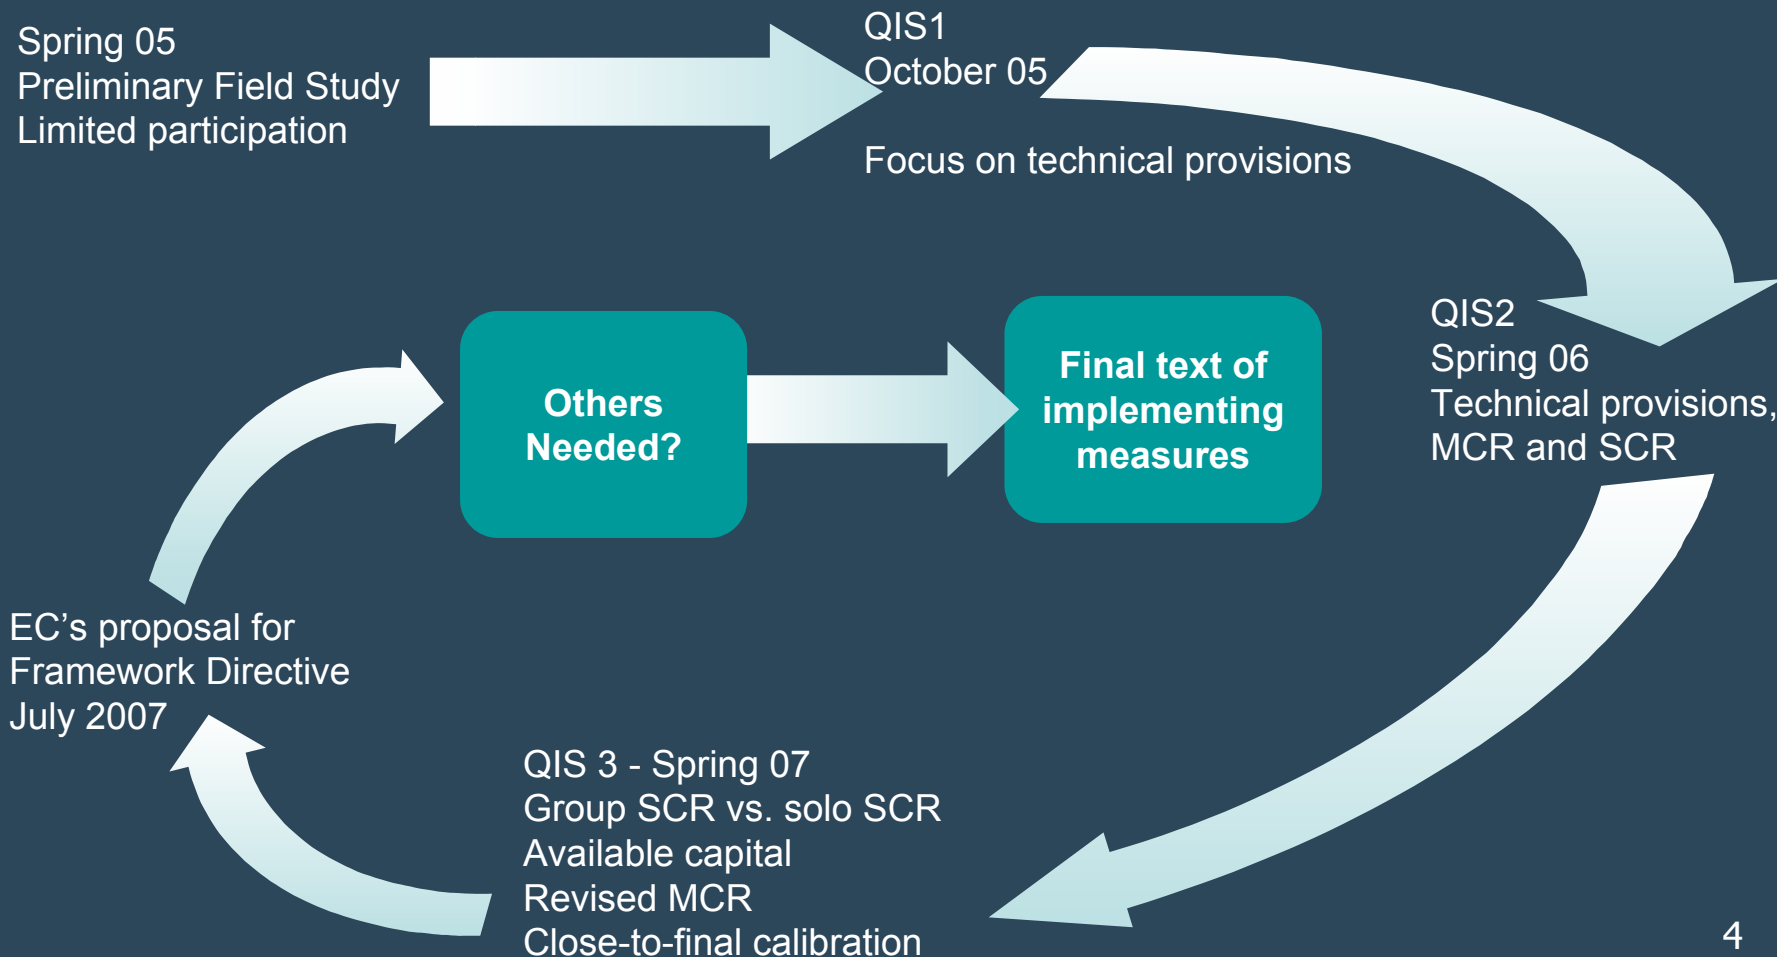 Spring 05
Preliminary Field Study
Limited participation
QIS1
October 05
Focus on technical provisions
QIS2
Spring 06
Technical provisions,
MCR and SCR
QIS 3 - Spring 07
Group SCR vs. solo SCR
Available capital
Revised MCR
Close-to-final calibration
EC’s proposal for
Framework Directive
July 2007
Others
Needed?
Final text of
implementing
measures
4